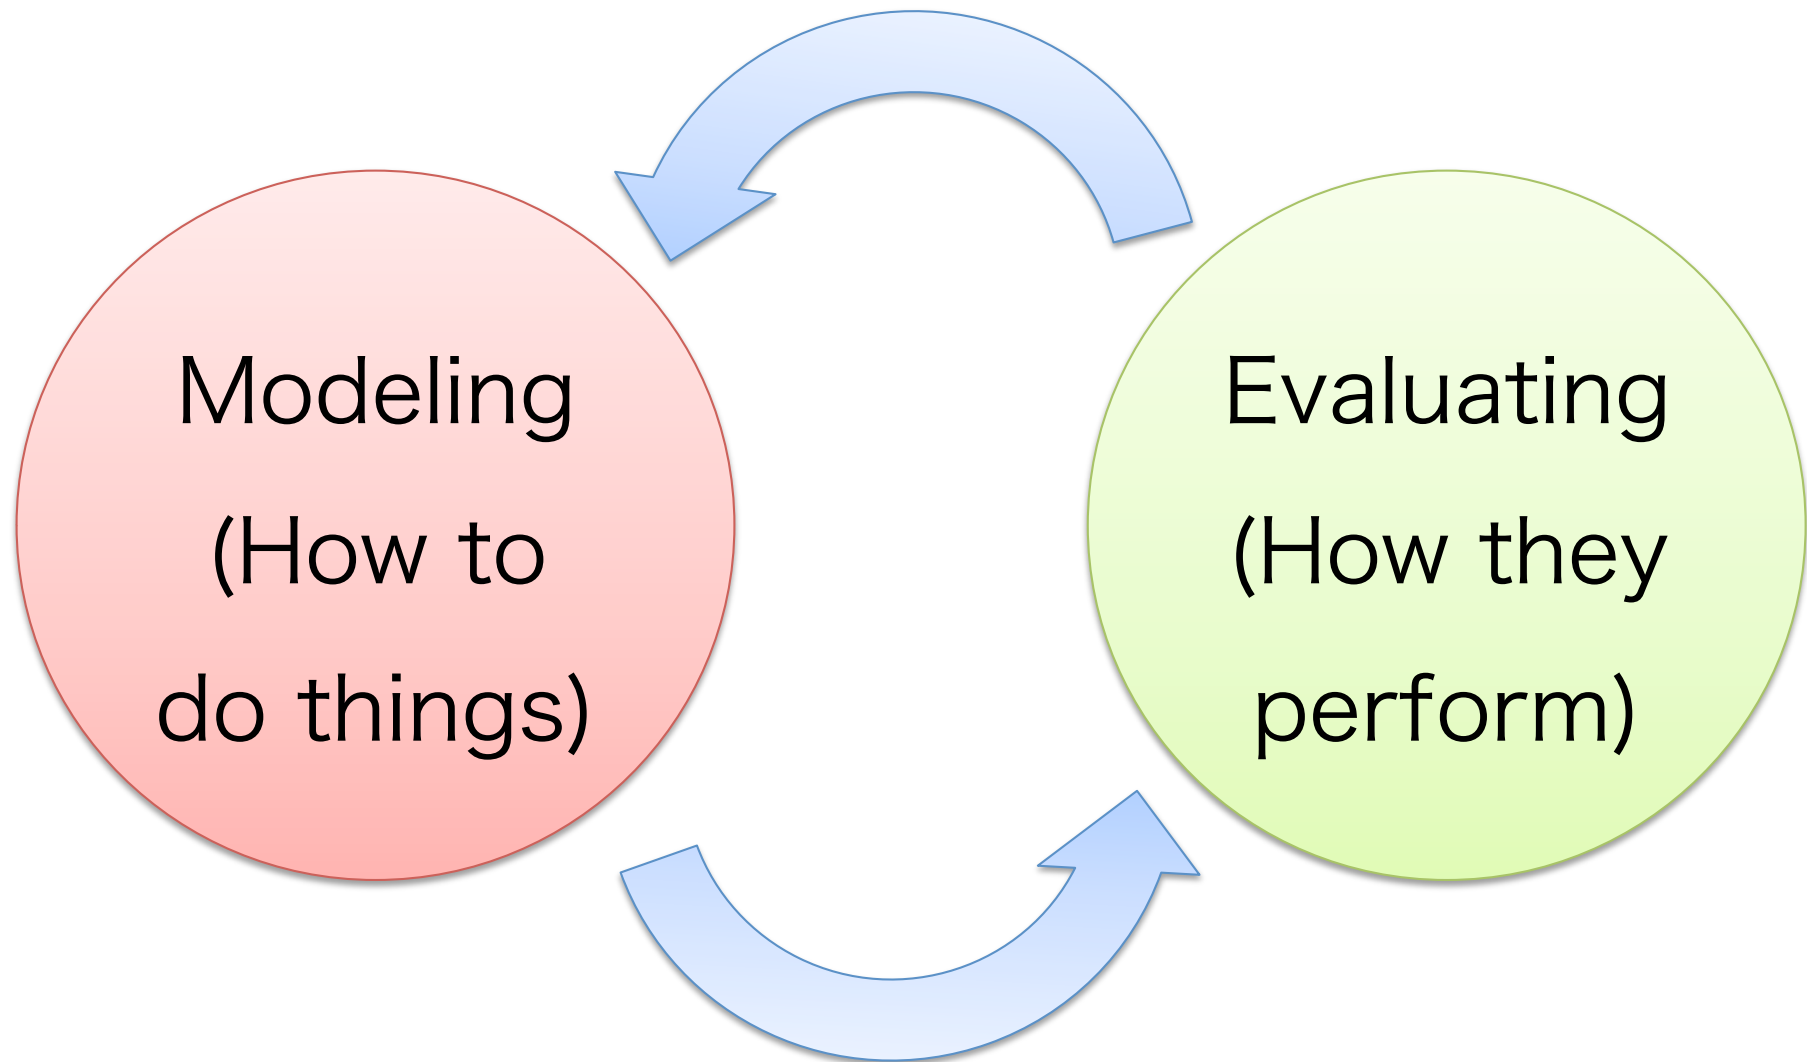 Modeling
(How to
do things)
Evaluating
(How they
perform)